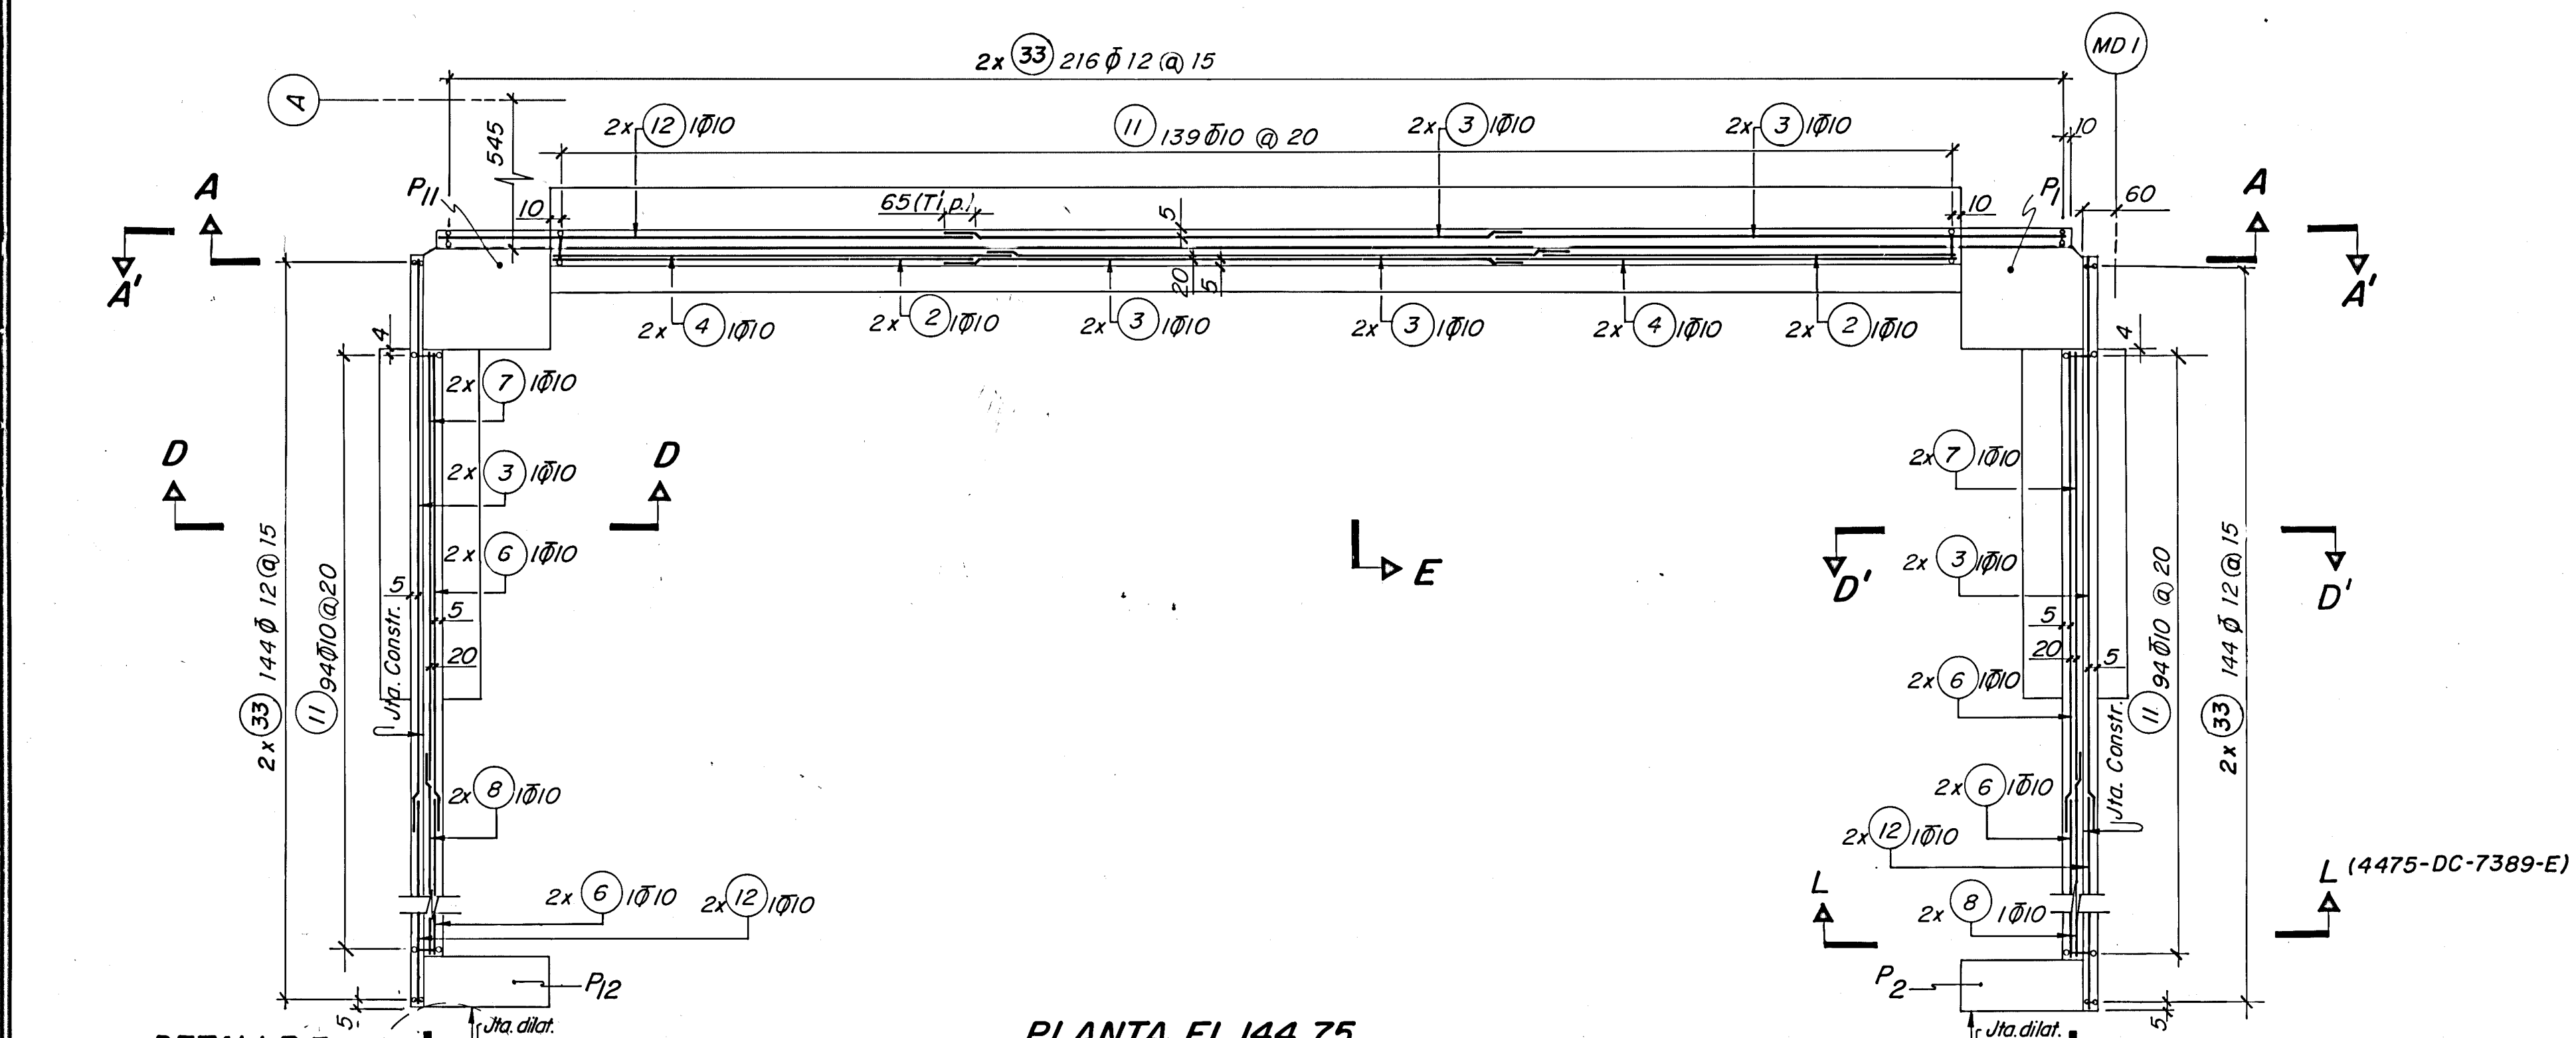 2x 33 216 Φ 12 @ 15
MD 1
A
545
2x 12 1Φ10
11 139 Φ10 @ 20
2x 3 1Φ10
2x 3 1Φ10
10
A
P11
10
65 (Típ.)
5
P1
10
60
A
A'
A'
20
5
2x 4 1Φ10
2x 2 1Φ10
2x 3 1Φ10
2x 3 1Φ10
2x 4 1Φ10
2x 2 1Φ10
4
4
2x 7 1Φ10
2x 7 1Φ10
D
2x 3 1Φ10
D
2x 6 1Φ10
E
D'
2x 3 1Φ10
D'
5
5
20
5
20
5
2x 33 144 Φ 12 @ 15
11 94Φ10 @ 20
Jta. Constr.
2x 6 1Φ10
Jta. Constr.
11 94 Φ10 @ 20
2x 33 144 Φ 12 @ 15
2x 8 1Φ10
2x 6 1Φ10
2x 12 1Φ10
2x 6 1Φ10
2x 12 1Φ10
L
2x 8 1Φ10
L (4475-DC-7389-E)
P12
P2
5
Jta. dilat.
5
Jta. dilat.
PLANTA EL 144.75